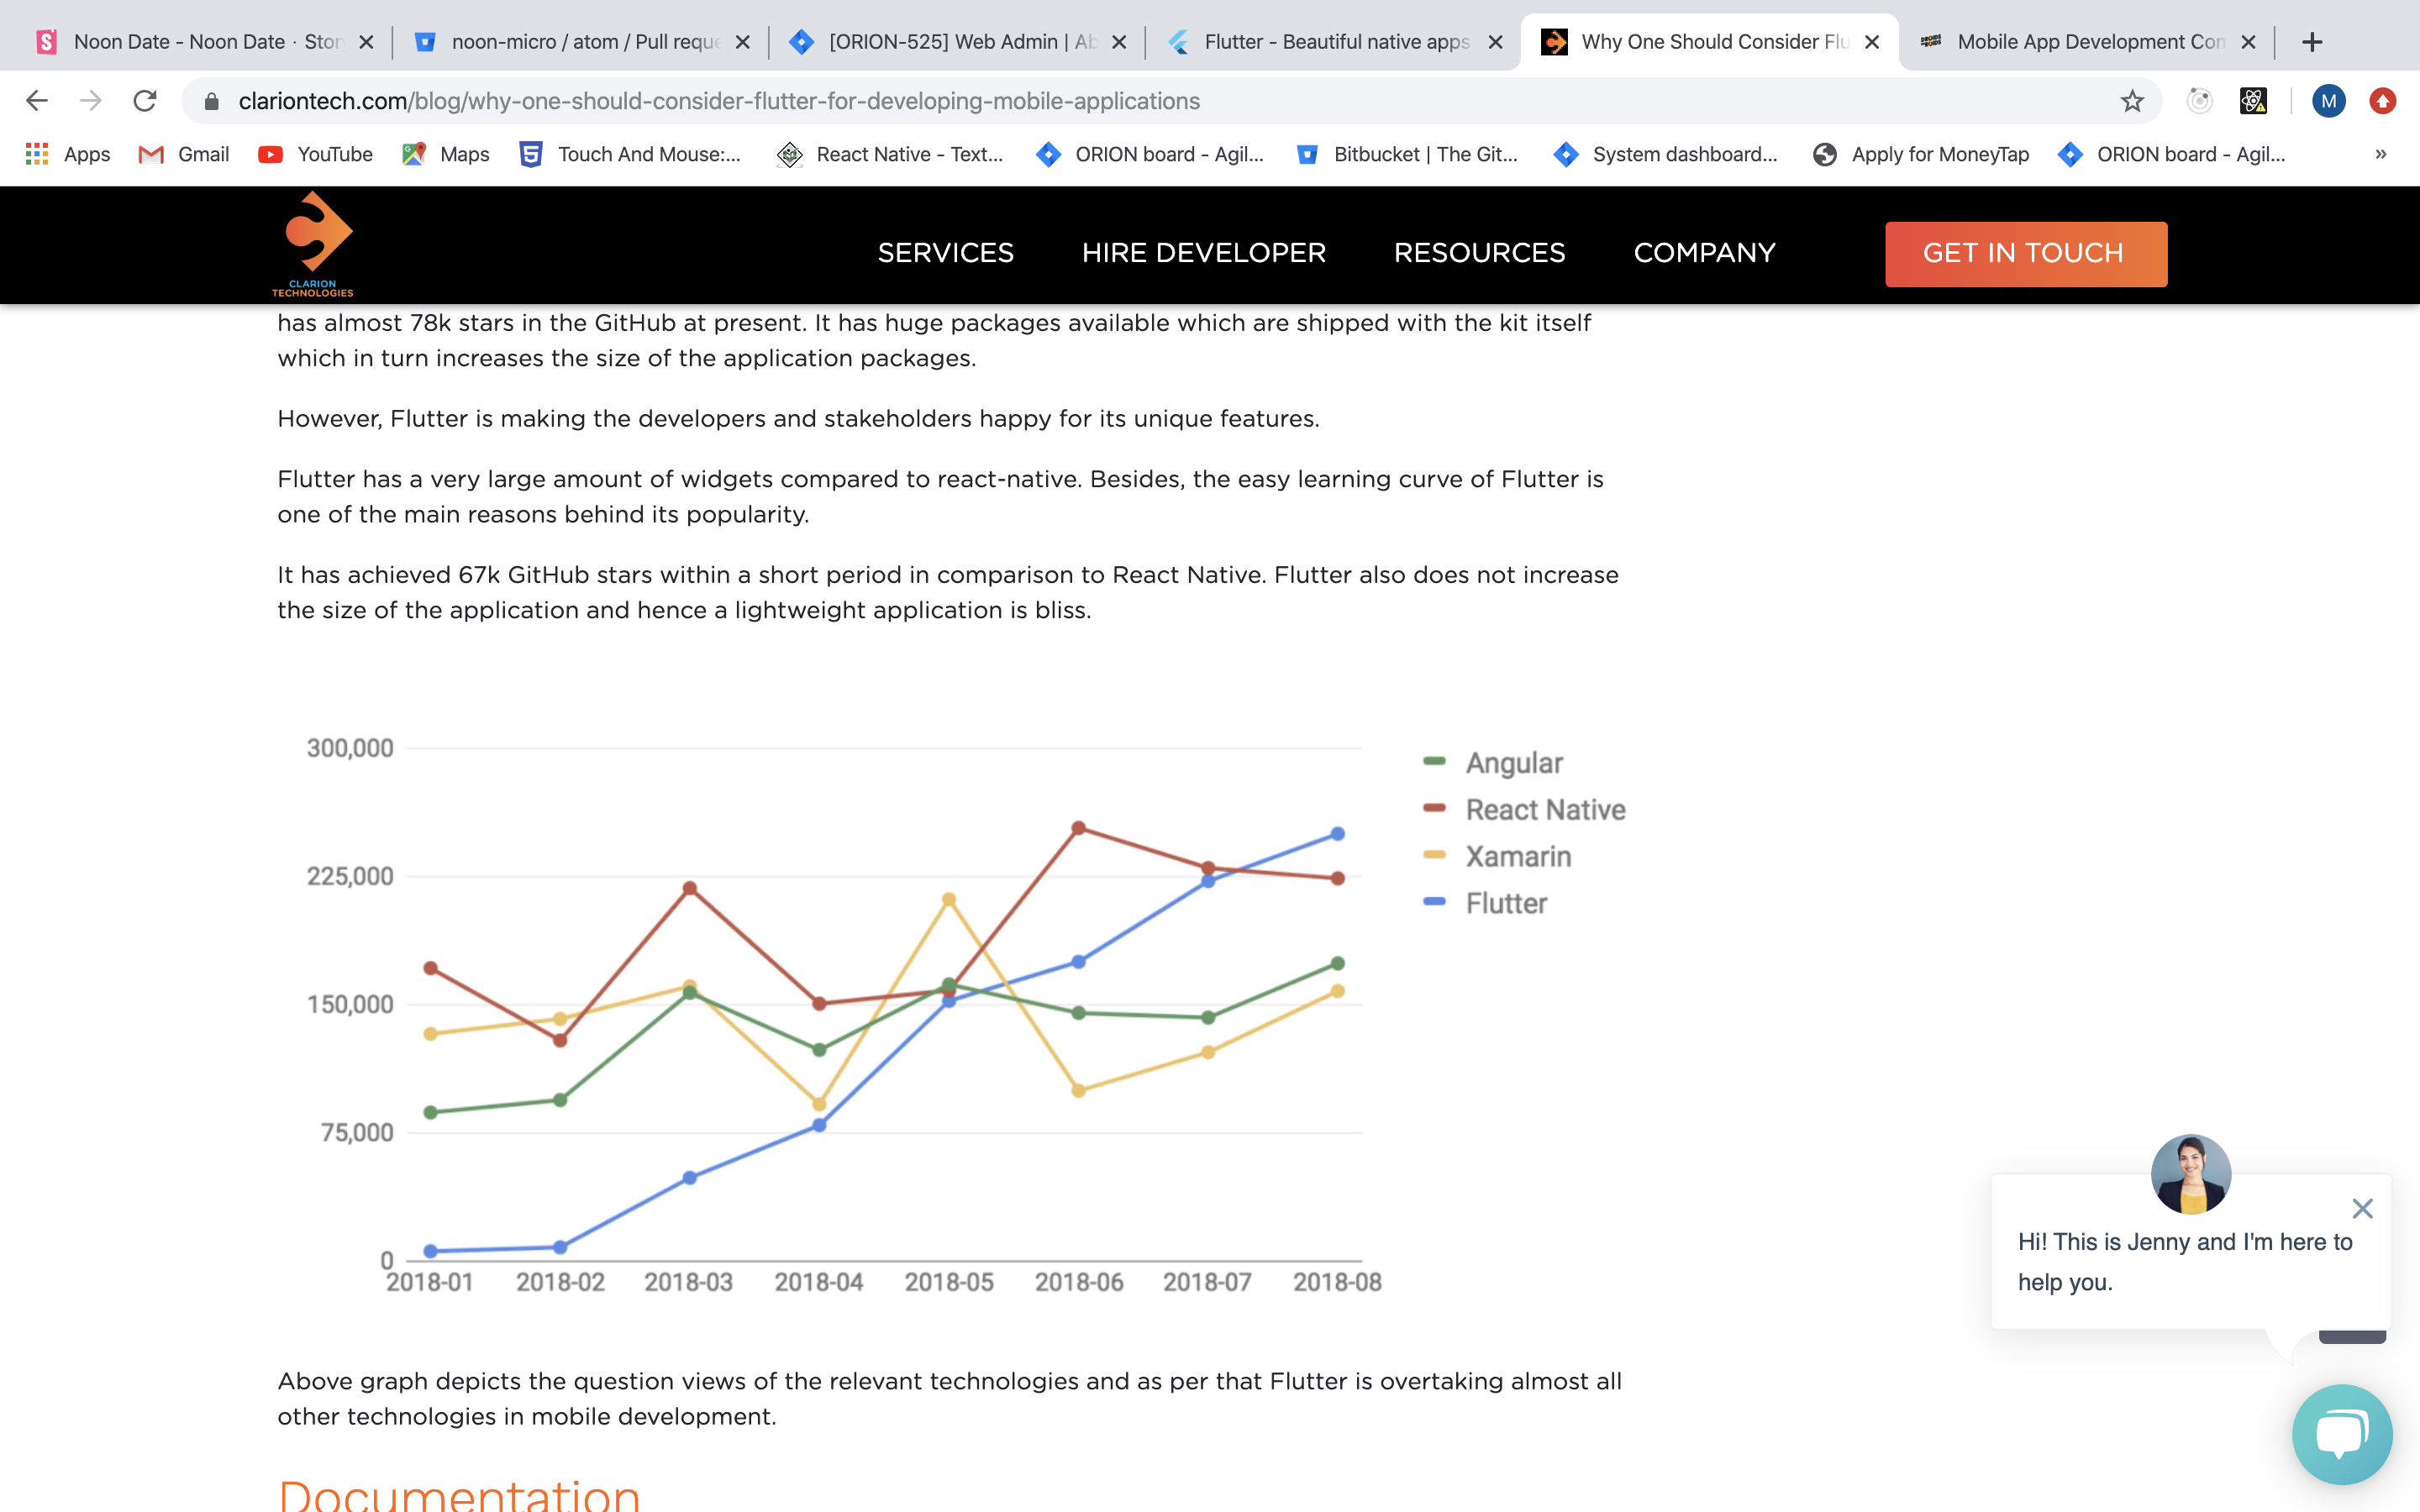 Noon Date - Noon Date · Stor
noon-micro / atom / Pull reque
[ORION-525] Web Admin | Ab
Flutter - Beautiful native apps
Why One Should Consider Flu
Mobile App Development Con
clariontech.com/blog/why-one-should-consider-flutter-for-developing-mobile-applications
M
Apps
Gmail
YouTube
Maps
Touch And Mouse:...
React Native - Text...
ORION board - Agil...
Bitbucket | The Git...
System dashboard...
Apply for MoneyTap
ORION board - Agil...
»
CLARION
TECHNOLOGIES
SERVICES
HIRE DEVELOPER
RESOURCES
COMPANY
GET IN TOUCH
has almost 78k stars in the GitHub at present. It has huge packages available which are shipped with the kit itself
which in turn increases the size of the application packages.
However, Flutter is making the developers and stakeholders happy for its unique features.
Flutter has a very large amount of widgets compared to react-native. Besides, the easy learning curve of Flutter is
one of the main reasons behind its popularity.
It has achieved 67k GitHub stars within a short period in comparison to React Native. Flutter also does not increase
the size of the application and hence a lightweight application is bliss.
300,000
225,000
150,000
75,000
0
2018-01 2018-02 2018-03 2018-04 2018-05 2018-06 2018-07 2018-08
Angular
React Native
Xamarin
Flutter
Hi! This is Jenny and I'm here to
help you.
Above graph depicts the question views of the relevant technologies and as per that Flutter is overtaking almost all
other technologies in mobile development.
Documentation